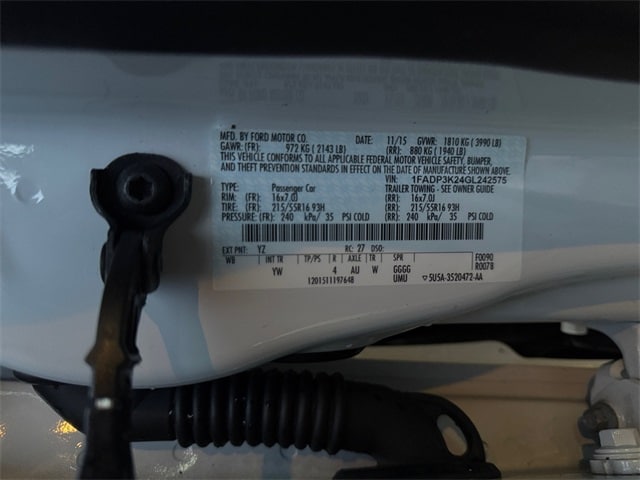 MFD. BY FORD MOTOR CO. DATE: 11/15 GVWR: 1810 KG (3990 LB)
GAWR: (FR): 972 KG (2143 LB) (RR): 880 KG (1940 LB)
THIS VEHICLE CONFORMS TO ALL APPLICABLE FEDERAL MOTOR VEHICLE SAFETY, BUMPER,
AND THEFT PREVENTION STANDARDS IN EFFECT ON THE DATE OF MANUFACTURE SHOWN ABOVE.
VIN: 1FADP3K24GL242575
TYPE: Passenger Car TRAILER TOWING - SEE OWNER GUIDE
RIM: (FR): 16x7.0J (RR): 16x7.0J
TIRE: (FR): 215/55R16 93H (RR): 215/55R16 93H
PRESSURE: (FR): 240 kPa/ 35 PSI COLD (RR): 240 kPa/ 35 PSI COLD
EXT PNT: YZ RC: 27 DSO:
WB INT TR TP/PS R AXLE TR SPR F0090
YW 4 AU W GGGG R0078
1201511197648 UMU ▽ 5U5A-3520472-AA